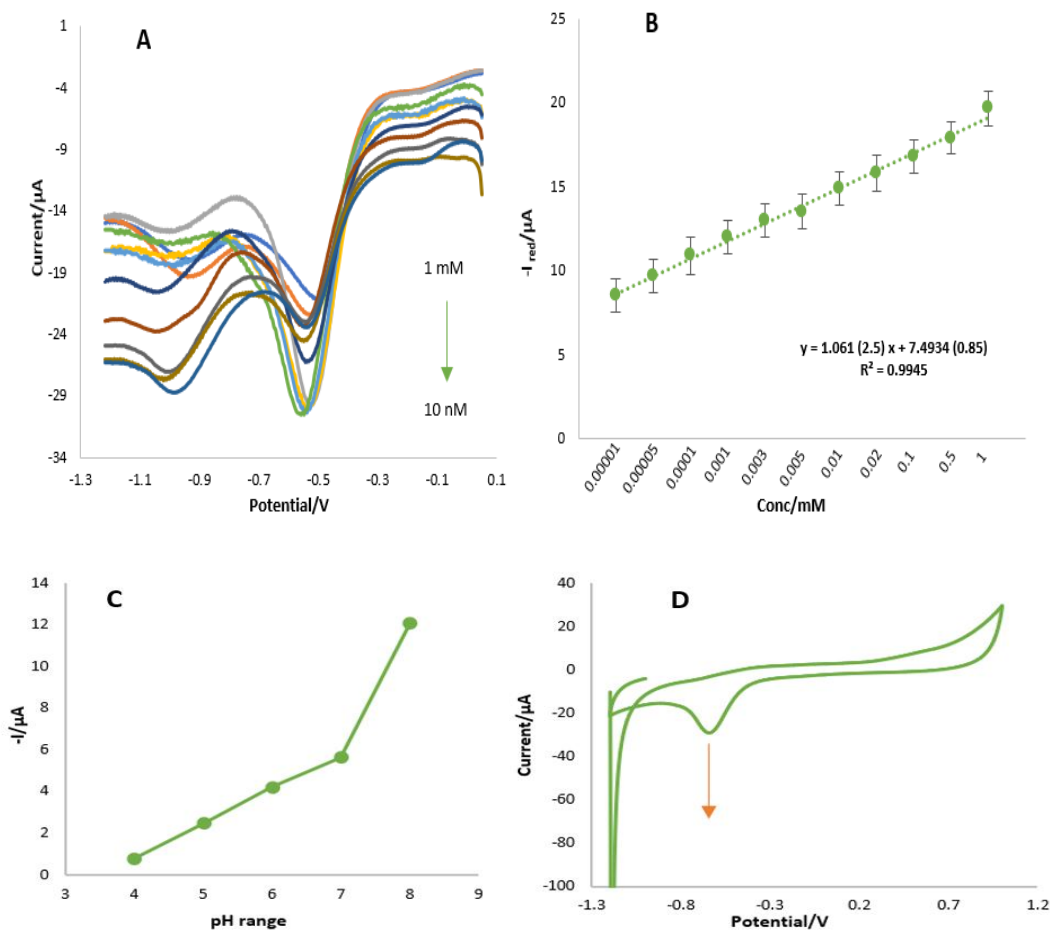 A
1
-4
-9
-14
-19
-24
-29
-34
Current/µA
1 mM
10 nM
-1.3 -1.1 -0.9 -0.7 -0.5 -0.3 -0.1 0.1
Potential/V
B
25
20
15
10
5
0
-I red/µA
y = 1.061 (2.5) x + 7.4934 (0.85)
R² = 0.9945
0.00001 0.00005 0.0001 0.001 0.003 0.005 0.01 0.02 0.1 0.5 1
Conc/mM
C
14
12
10
8
6
4
2
0
-I/µA
3 4 5 6 7 8 9
pH range
D
40
20
0
-20
-40
-60
-80
-100
Current/µA
-1.3 -0.8 -0.3 0.2 0.7 1.2
Potential/V